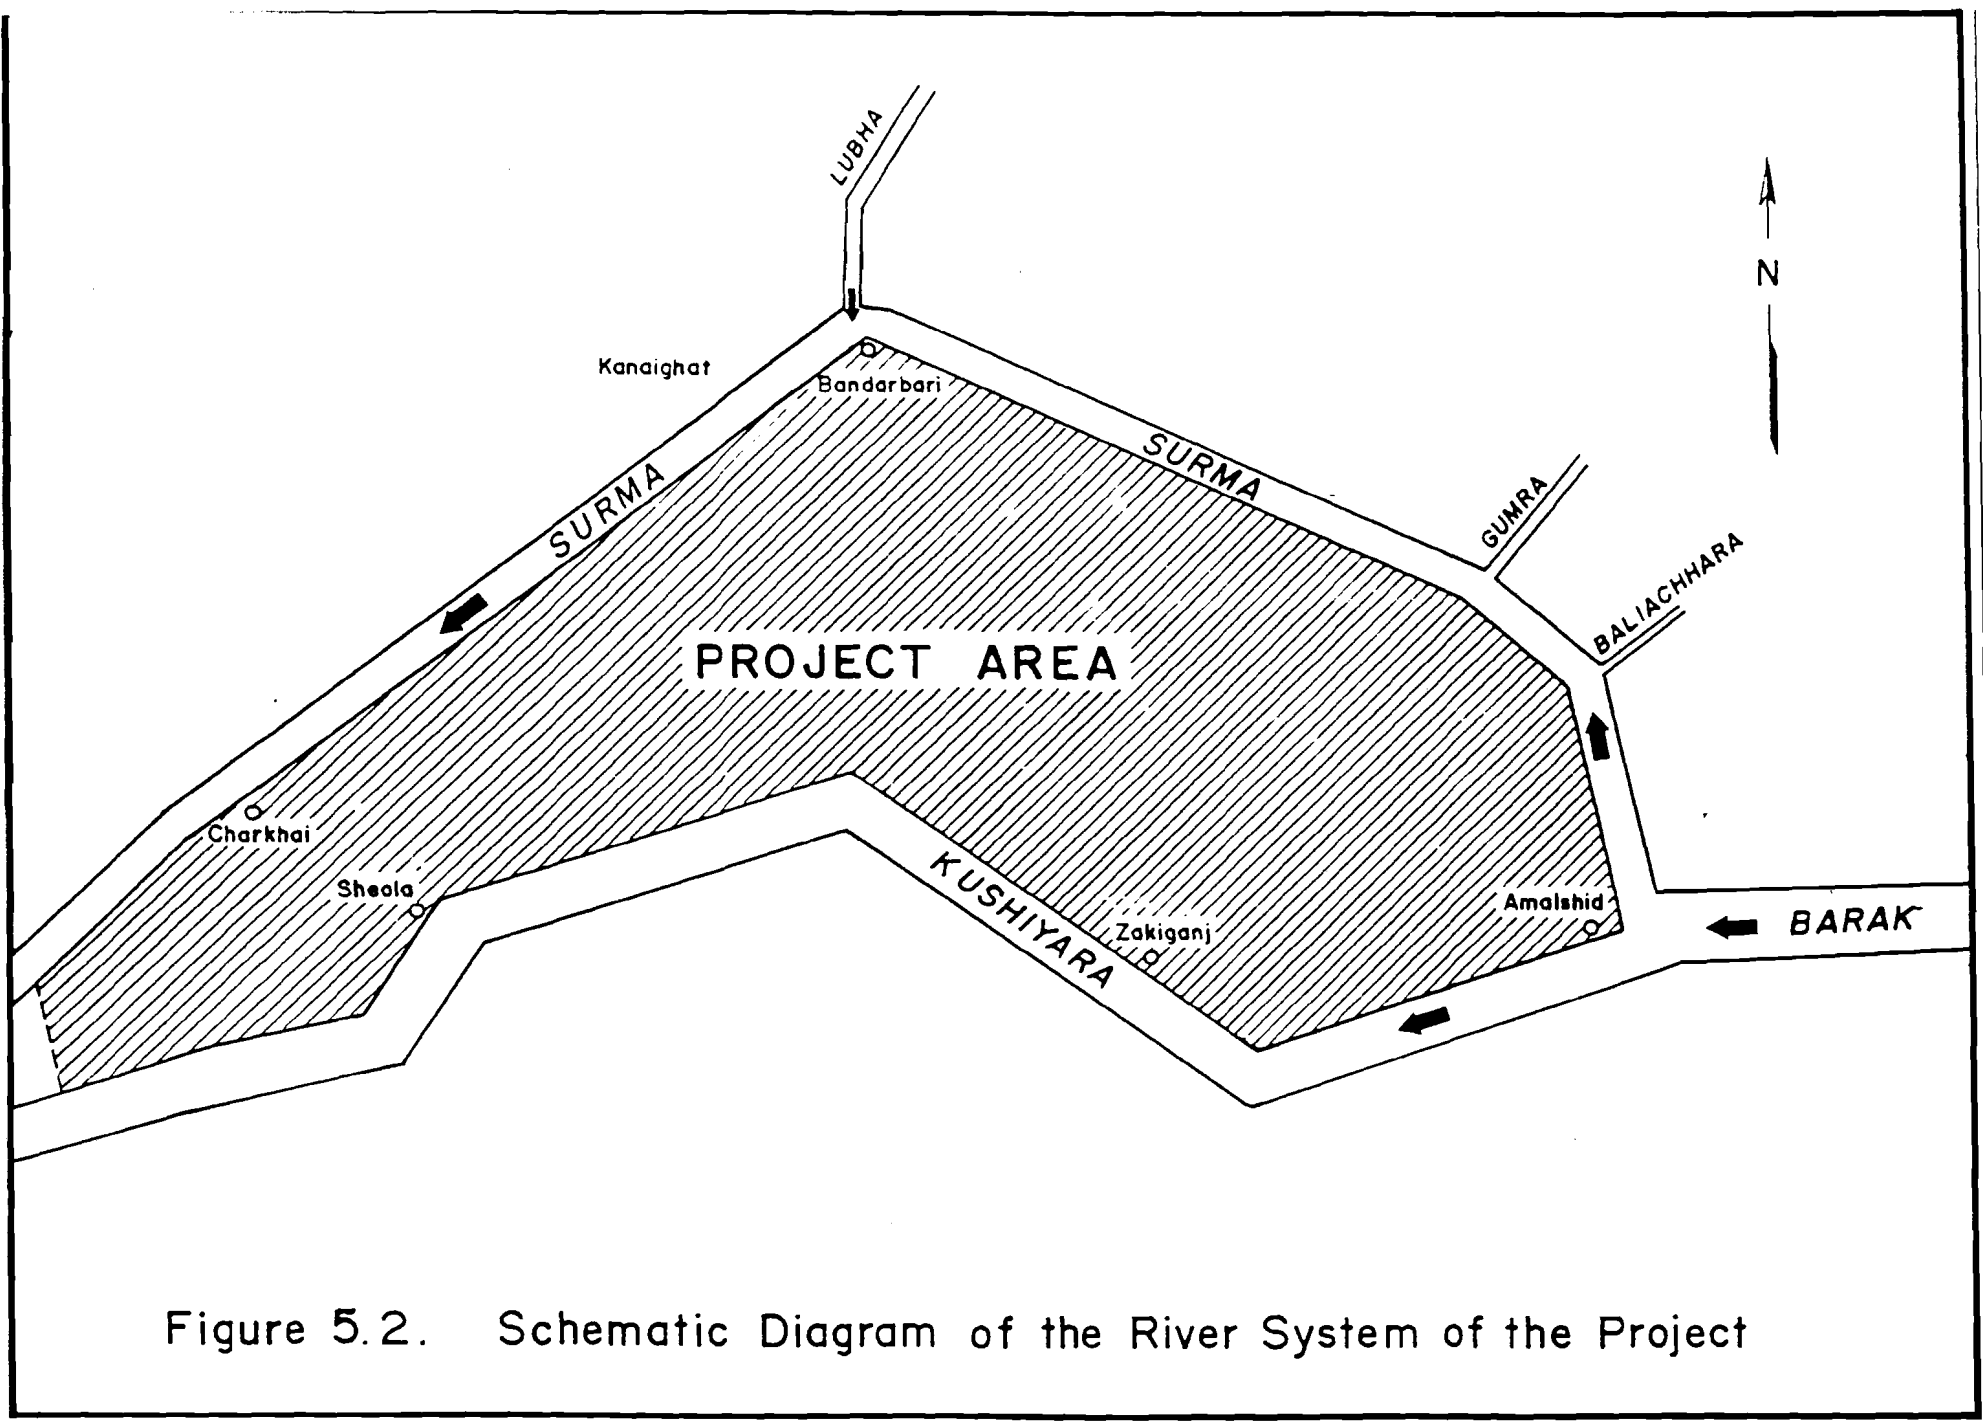 LUBHA
N
Kanaighat
Bandarbari
SURMA
SURMA
GUMRA
BALIACHHARA
PROJECT AREA
Charkhai
Sheola
KUSHIYARA
Zakiganj
Amalshid
BARAK
Figure 5.2. Schematic Diagram of the River System of the Project